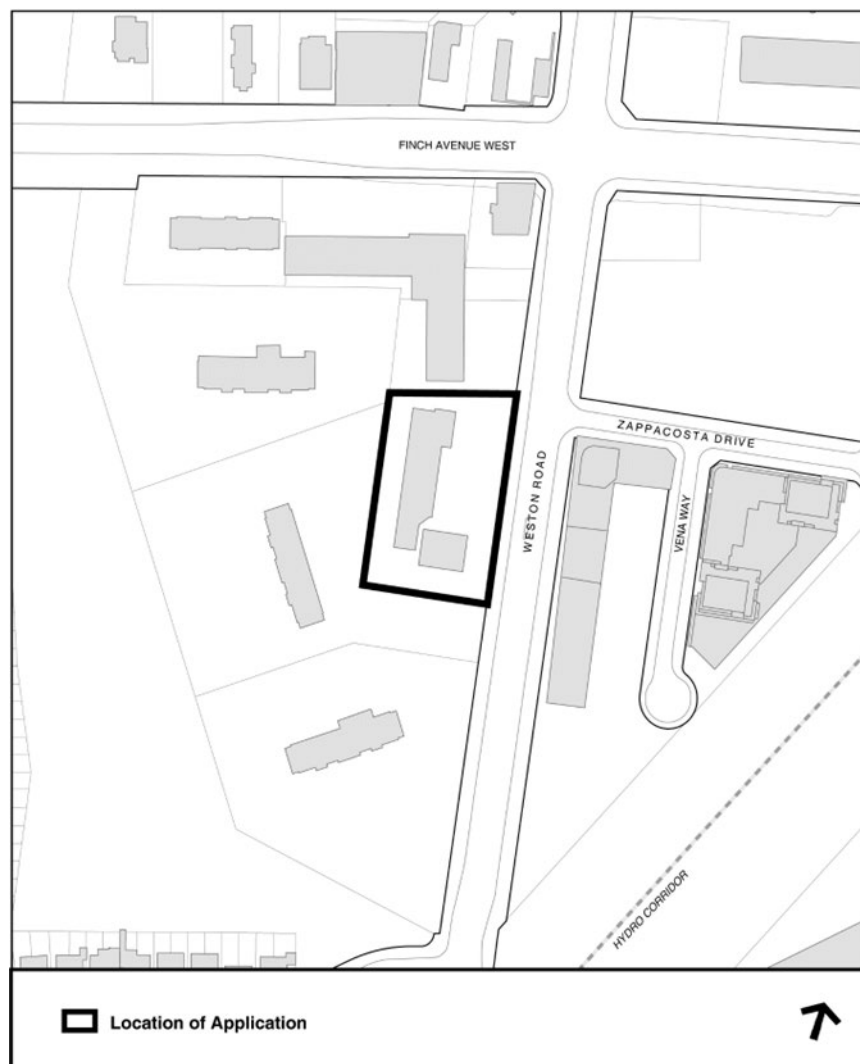 FINCH AVENUE WEST
ZAPPACOSTA DRIVE
WESTON ROAD
VENA WAY
HYDRO CORRIDOR
Location of Application